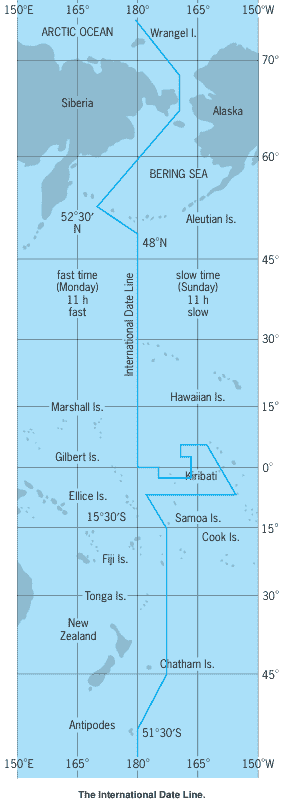 150°E 165° 180° 165° 150°W
ARCTIC OCEAN
Wrangel I.
70°
Siberia
Alaska
60°
BERING SEA
52°30′
N
Aleutian Is.
48°N
45°
fast time
(Monday)
11 h
fast
slow time
(Sunday)
11 h
slow
International Date Line
30°
Hawaiian Is.
Marshall Is.
15°
Gilbert Is.
0°
Kiribati
Ellice Is.
15°30′S
Samoa Is.
15°
Cook Is.
Fiji Is.
Tonga Is.
30°
New
Zealand
Chatham Is.
45°
Antipodes
51°30′S
150°E 165° 180° 165° 150°W
The International Date Line.